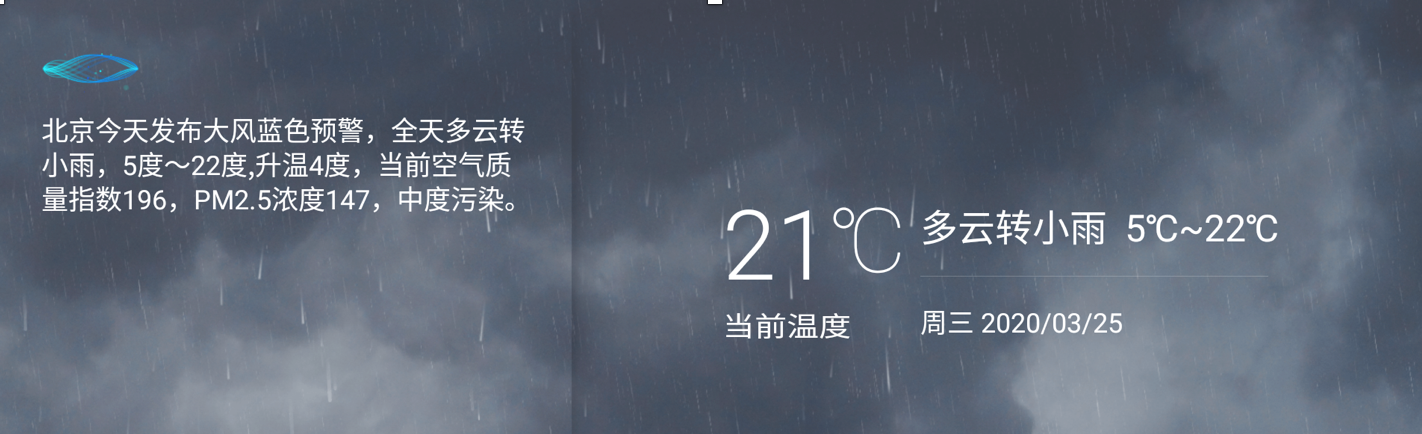 北京今天发布大风蓝色预警，全天多云转
小雨，5度～22度,升温4度，当前空气质
量指数196，PM2.5浓度147，中度污染。
21℃
当前温度
多云转小雨 5℃~22℃
周三 2020/03/25